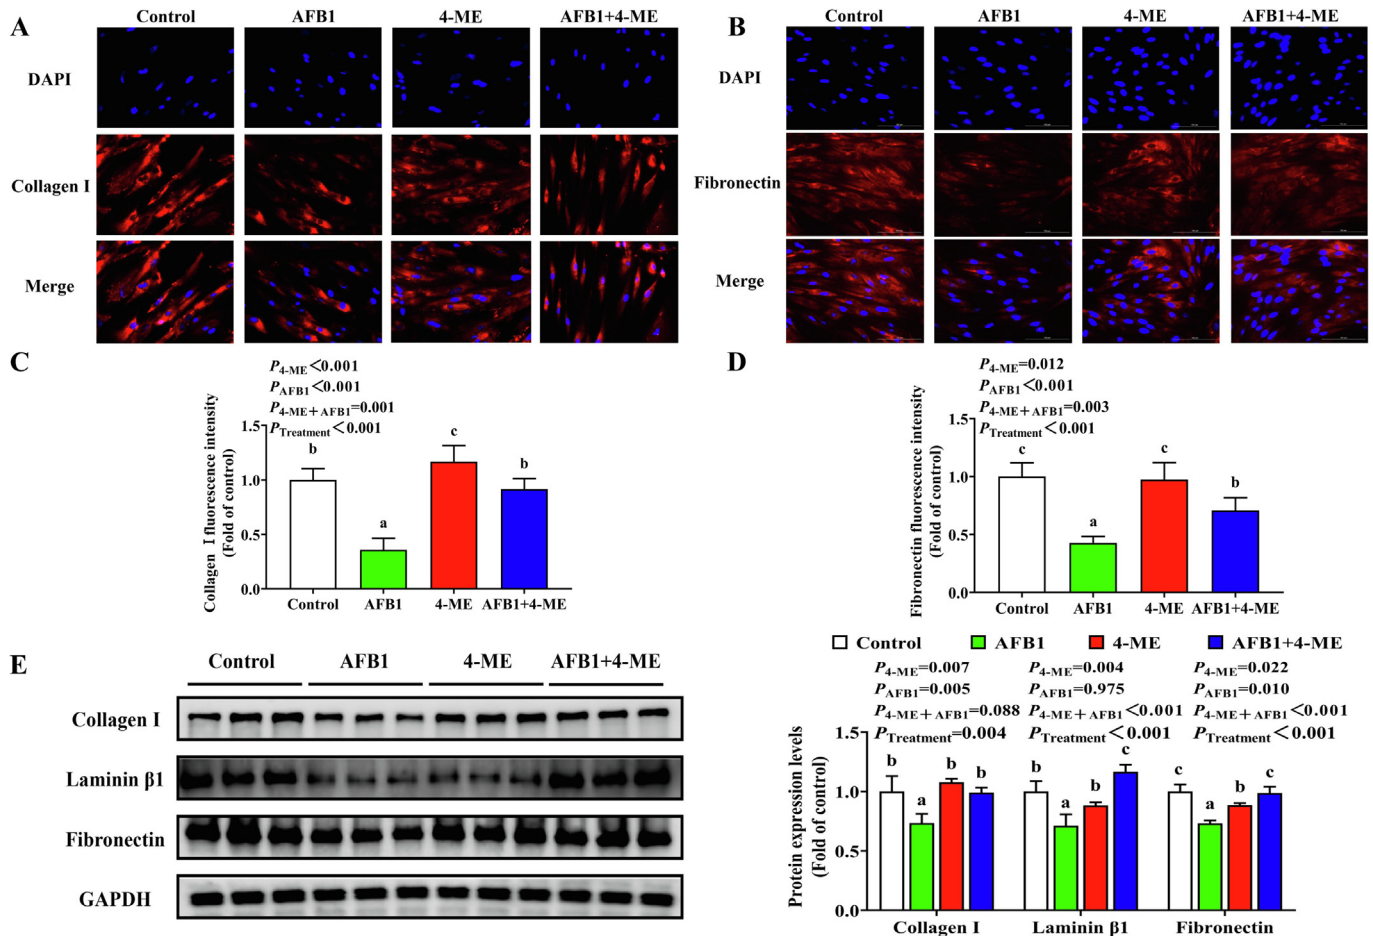 A
Control AFB1 4-ME AFB1+4-ME
DAPI
Collagen I
Merge
B
Control AFB1 4-ME AFB1+4-ME
DAPI
Fibronectin
Merge
C
P4-ME<0.001
PAFB1<0.001
P4-ME+AFB1=0.001
PTreatment<0.001
Collagen I fluorescence intensity
(Fold of control)
1.5
1.0
0.5
0.0
b a c b
Control AFB1 4-ME AFB1+4-ME
D
P4-ME=0.012
PAFB1<0.001
P4-ME+AFB1=0.003
PTreatment<0.001
Fibronectin fluorescence intensity
(Fold of control)
1.5
1.0
0.5
0.0
c a c b
Control AFB1 4-ME AFB1+4-ME
E
Control AFB1 4-ME AFB1+4-ME
Collagen I
Laminin β1
Fibronectin
GAPDH
Control AFB1 4-ME AFB1+4-ME
P4-ME=0.007 P4-ME=0.004 P4-ME=0.022
PAFB1=0.005 PAFB1=0.975 PAFB1=0.010
P4-ME+AFB1=0.088 P4-ME+AFB1<0.001 P4-ME+AFB1<0.001
PTreatment=0.004 PTreatment<0.001 PTreatment<0.001
Protein expression levels
(Fold of control)
1.5
1.0
0.5
0.0
b a b b b a b c c a b c
Collagen I Laminin β1 Fibronectin